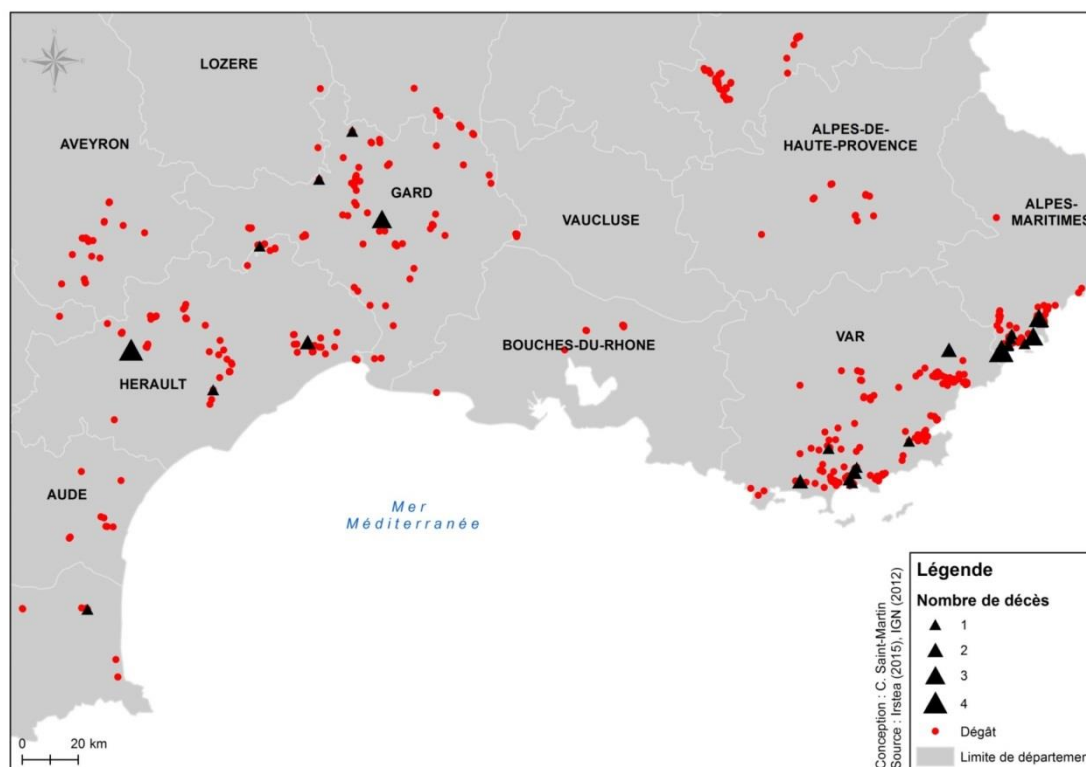 LOZERE
AVEYRON
GARD
ALPES-DE-
HAUTE-PROVENCE
VAUCLUSE
ALPES-
MARITIMES
BOUCHES-DU-RHONE
VAR
HERAULT
AUDE
Mer
Méditerranée
0 20 km
Conception : C. Saint-Martin
Source : Irstea (2015), IGN (2012)
Légende
Nombre de décès
1
2
3
4
Dégât
Limite de département